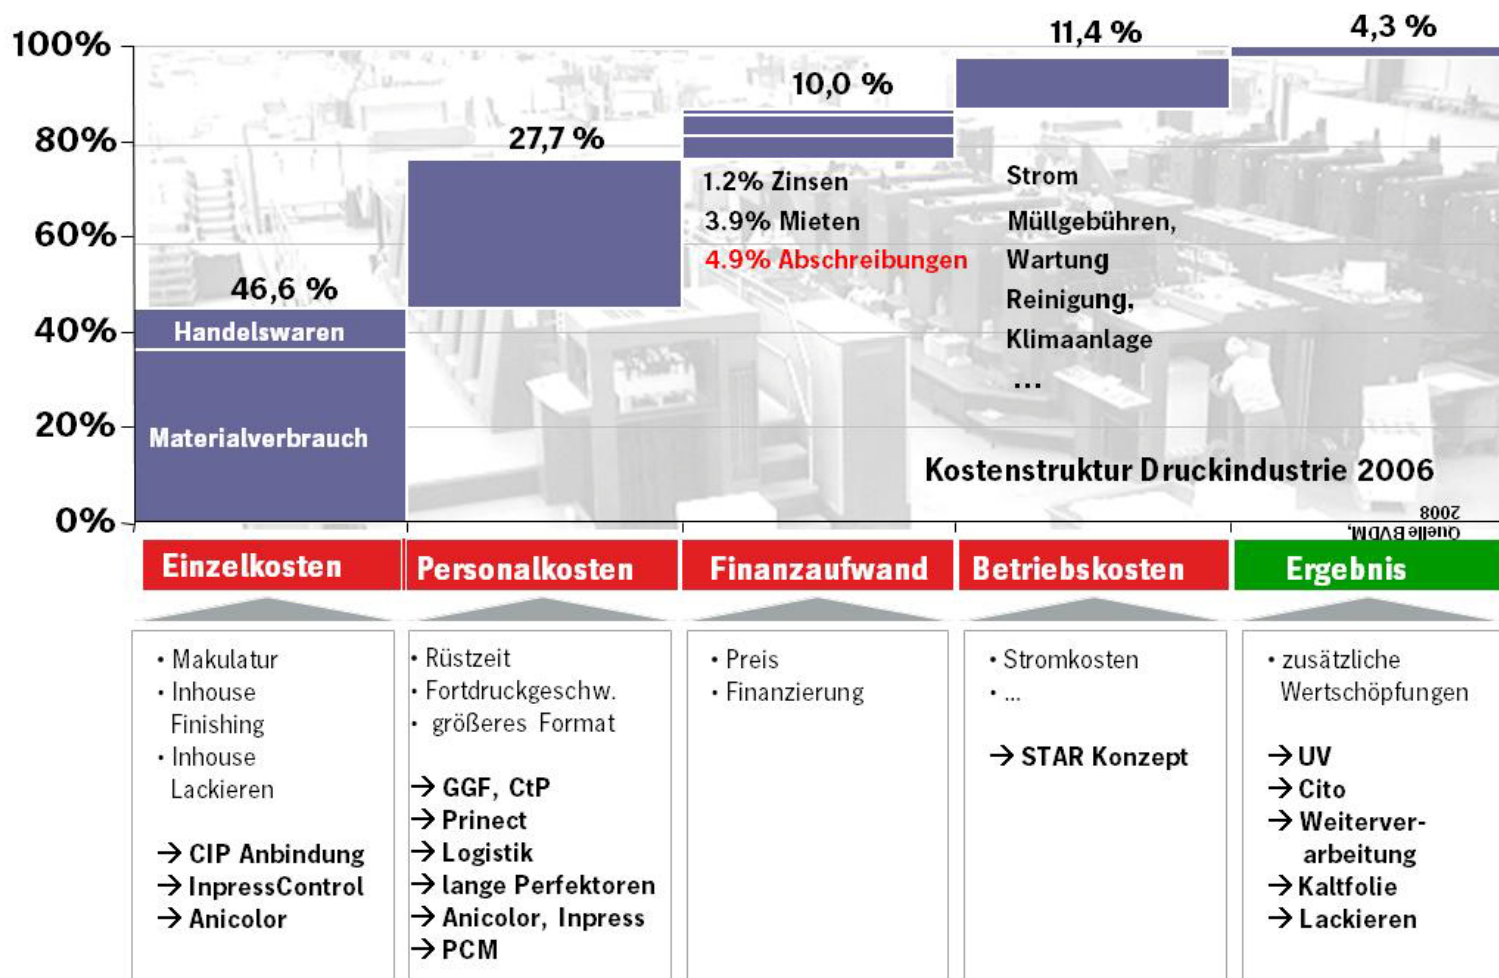 11,4 %
4,3 %
100%
10,0 %
27,7 %
80%
1.2% Zinsen
3.9% Mieten
4.9% Abschreibungen
Strom
Müllgebühren,
Wartung
Reinigung,
Klimaanlage
...
60%
46,6 %
40%
Handelswaren
20%
Materialverbrauch
Kostenstruktur Druckindustrie 2006
0%
Quelle BVDM,
2008
Einzelkosten
Personalkosten
Finanzaufwand
Betriebskosten
Ergebnis
· Makulatur
· Inhouse
Finishing
· Inhouse
Lackieren
→ CIP Anbindung
→ InpressControl
→ Anicolor
· Rüstzeit
· Fortdruckgeschw.
· größeres Format
→ GGF, CtP
→ Prinect
→ Logistik
→ lange Perfektoren
→ Anicolor, Inpress
→ PCM
· Preis
· Finanzierung
· Stromkosten
· ...
→ STAR Konzept
· zusätzliche
Wertschöpfungen
→ UV
→ Cito
→ Weiterver-
arbeitung
→ Kaltfolie
→ Lackieren